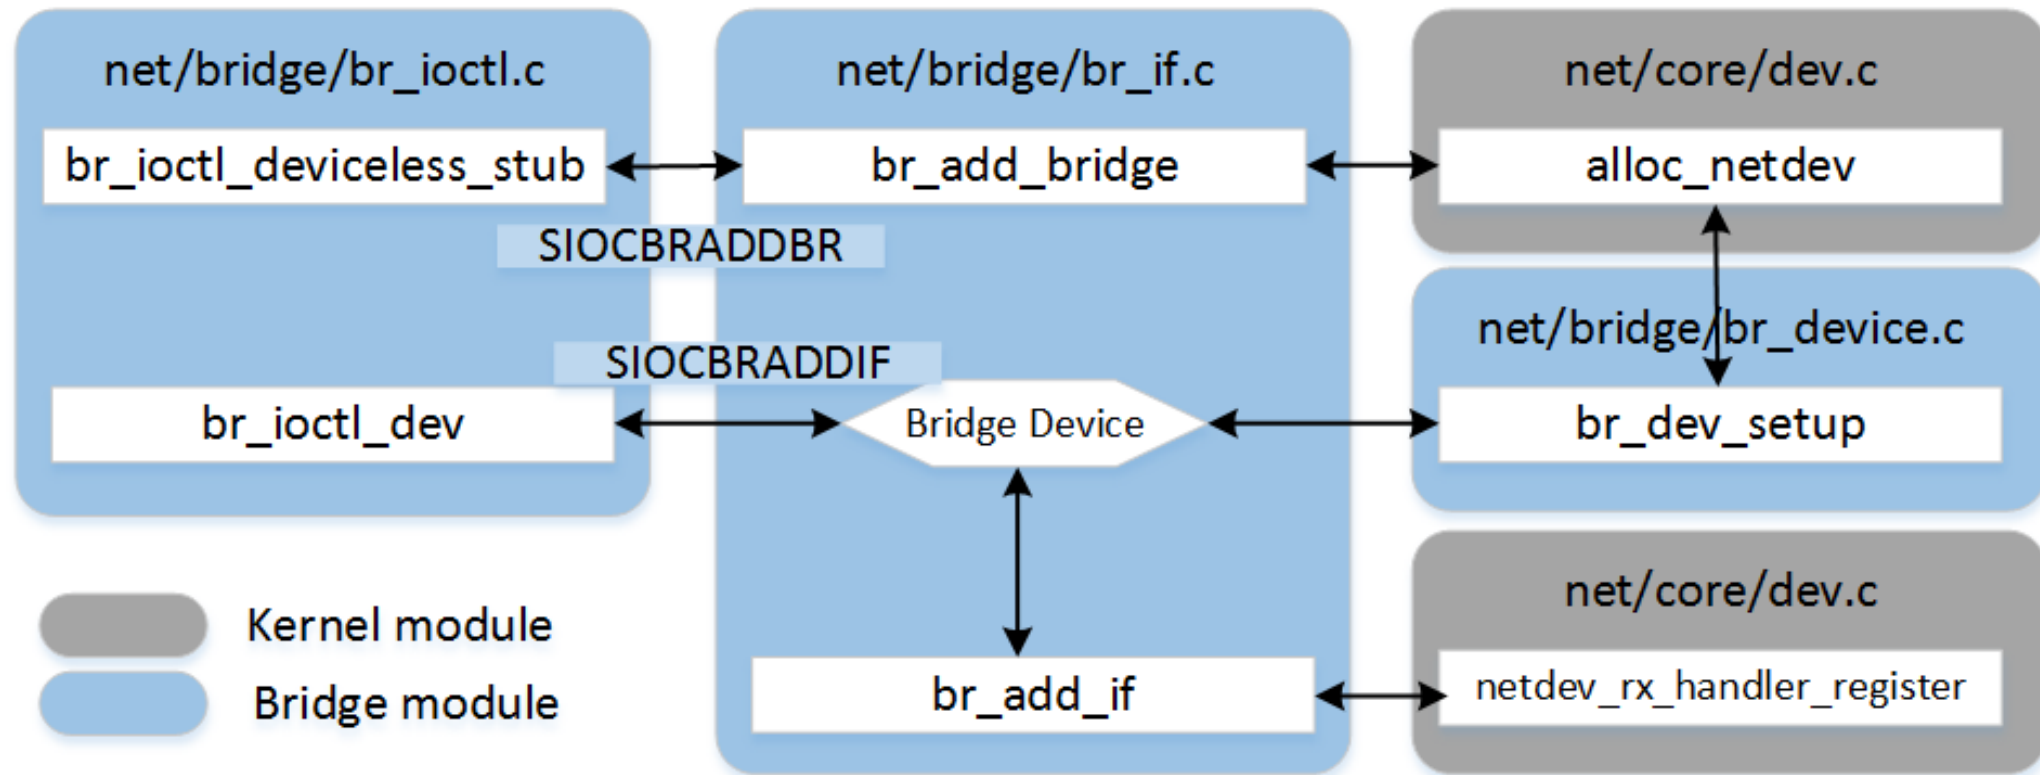 net/bridge/br_ioctl.c
net/bridge/br_if.c
net/core/dev.c
br_ioctl_deviceless_stub
br_add_bridge
alloc_netdev
SIOCBRADDBR
net/bridge/br_device.c
SIOCBRADDIF
br_ioctl_dev
Bridge Device
br_dev_setup
net/core/dev.c
Kernel module
br_add_if
netdev_rx_handler_register
Bridge module